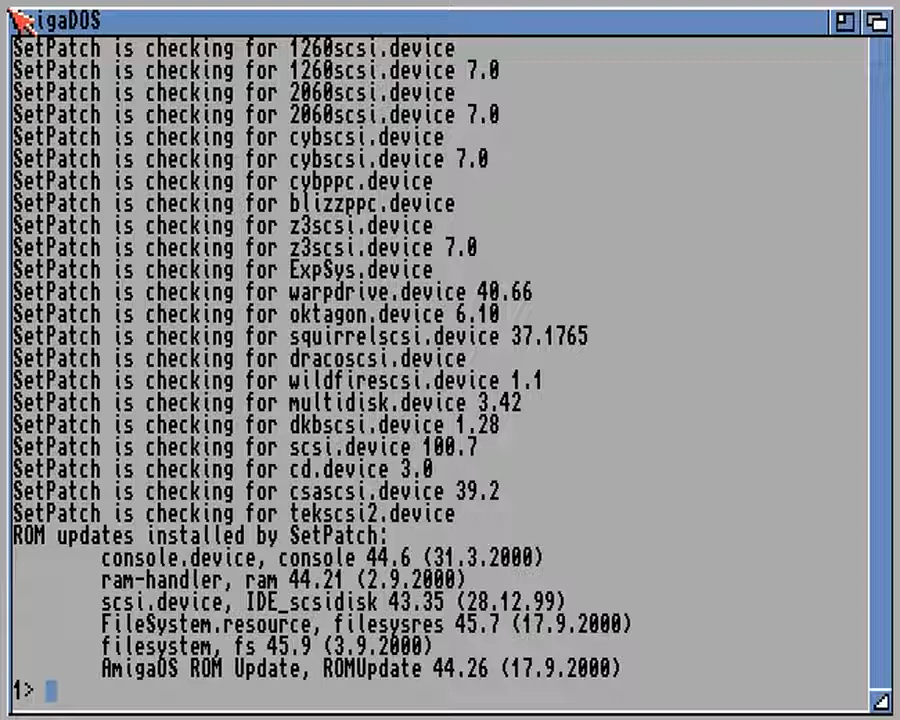 AmigaDOS
SetPatch is checking for 1260scsi.device
SetPatch is checking for 1260scsi.device 7.0
SetPatch is checking for 2060scsi.device
SetPatch is checking for 2060scsi.device 7.0
SetPatch is checking for cybscsi.device
SetPatch is checking for cybscsi.device 7.0
SetPatch is checking for cybppc.device
SetPatch is checking for blizzppc.device
SetPatch is checking for z3scsi.device
SetPatch is checking for z3scsi.device 7.0
SetPatch is checking for ExpSys.device
SetPatch is checking for warpdrive.device 40.66
SetPatch is checking for oktagon.device 6.10
SetPatch is checking for squirrelscsi.device 37.1765
SetPatch is checking for dracoscsi.device
SetPatch is checking for wildfirescsi.device 1.1
SetPatch is checking for multidisk.device 3.42
SetPatch is checking for dkbscsi.device 1.28
SetPatch is checking for scsi.device 100.7
SetPatch is checking for cd.device 3.0
SetPatch is checking for csascsi.device 39.2
SetPatch is checking for tekscsi2.device
ROM updates installed by SetPatch:
console.device, console 44.6 (31.3.2000)
ram-handler, ram 44.21 (2.9.2000)
scsi.device, IDE_scsidisk 43.35 (28.12.99)
FileSystem.resource, filesysres 45.7 (17.9.2000)
filesystem, fs 45.9 (3.9.2000)
AmigaOS ROM Update, ROMUpdate 44.26 (17.9.2000)
1>